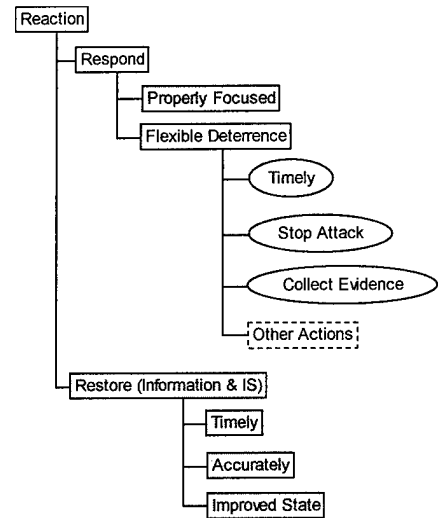 Reaction
Respond
Properly Focused
Flexible Deterrence
Timely
Stop Attack
Collect Evidence
Other Actions
Restore (Information & IS)
Timely
Accurately
Improved State